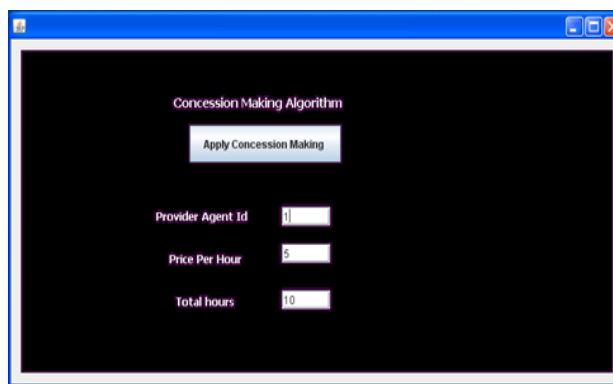 Concession Making Algorithm
Apply Concession Making
Provider Agent Id 1
Price Per Hour 5
Total hours 10